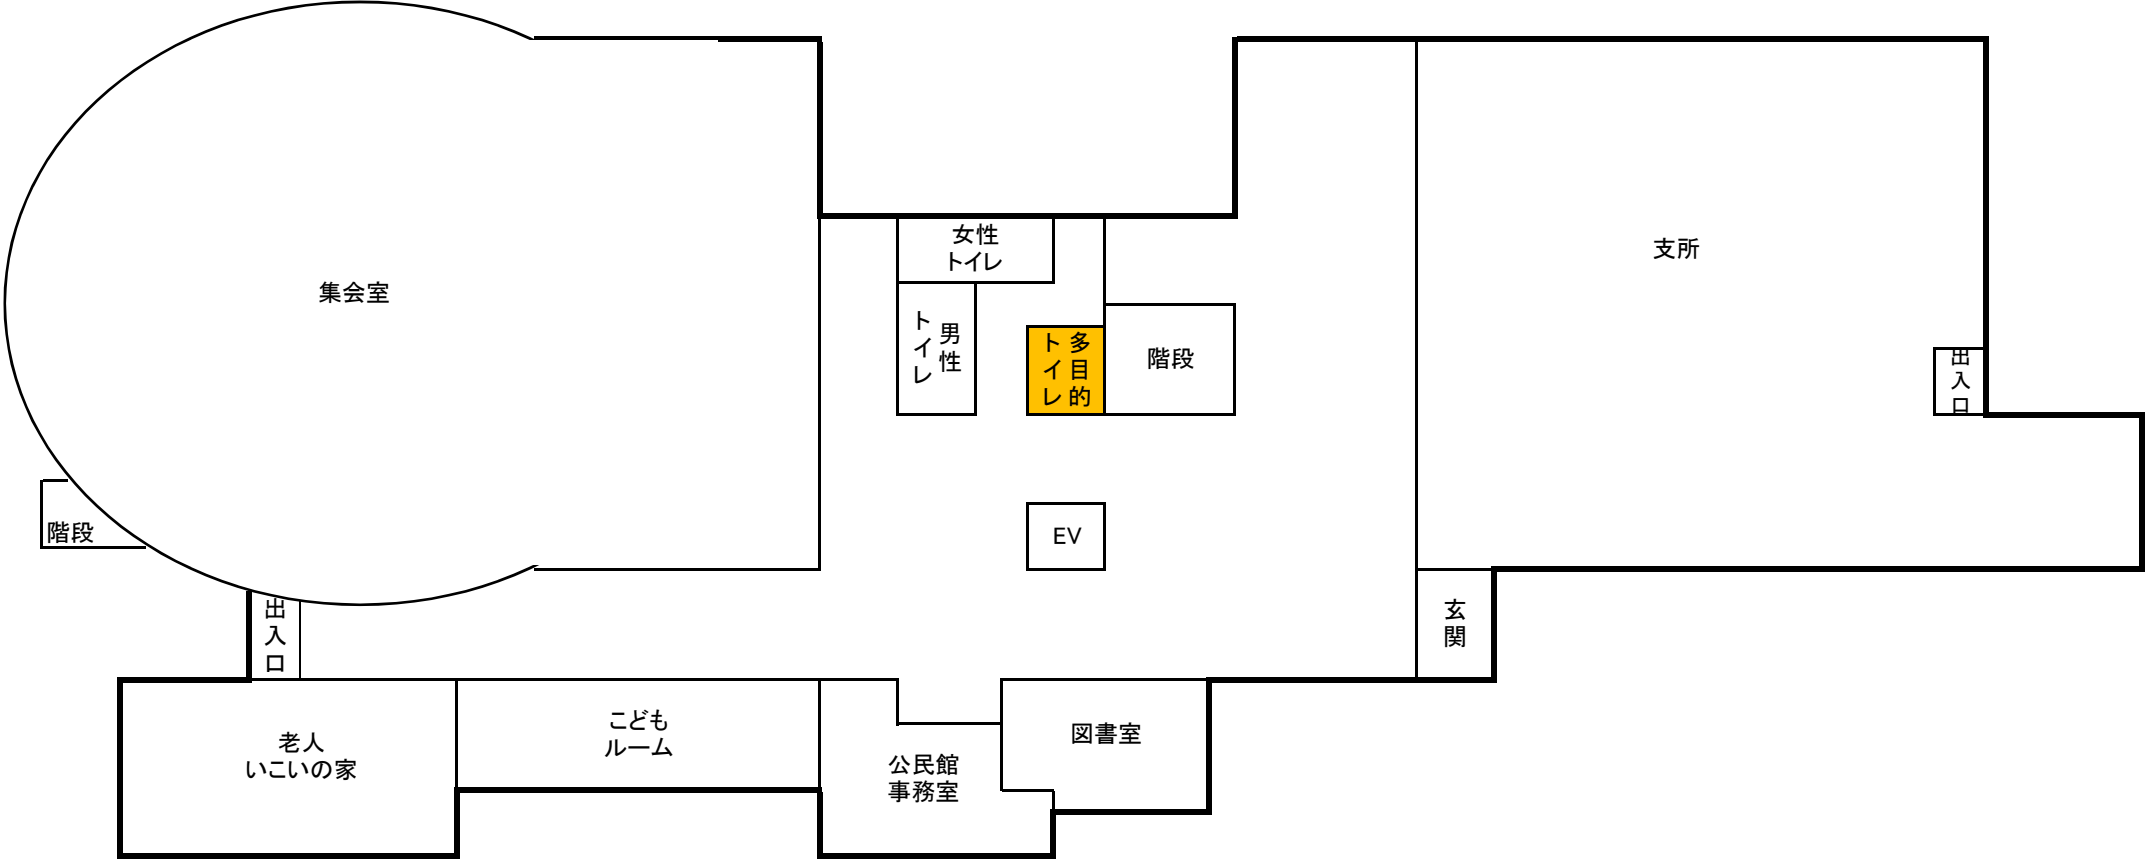 女性
トイレ
支所
集会室
男性
トイレ
多目的
トイレ
階段
出入口
階段
EV
出入口
玄関
こども
ルーム
図書室
老人
いこいの家
公民館
事務室